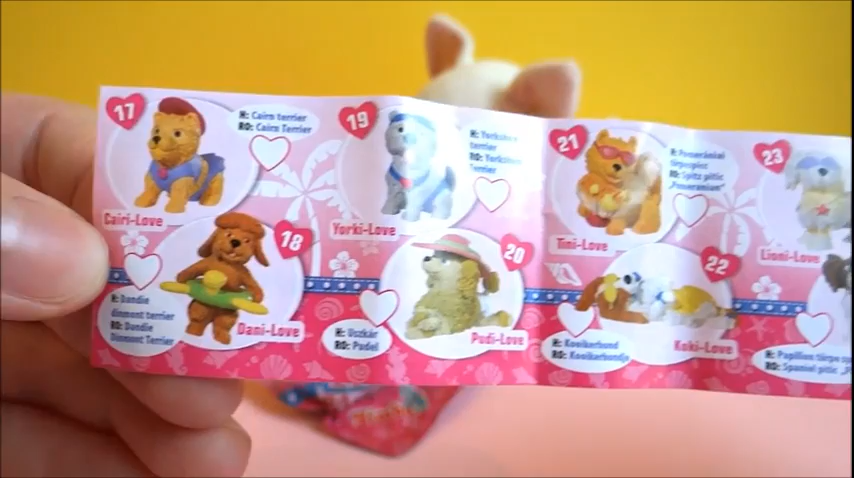 17
H: Cairn terrier
RO: Cairn Terrier
Cairi-Love
18
H: Dandie
dinmont terrier
RO: Dandie
Dinmont Terrier
Dani-Love
19
H: Yorkshire
terrier
RO: Yorkshire
Terrier
Yorki-Love
20
H: Uszkár
RO: Pudel
Pudi-Love
21
H: Pomerániai
törpespicc
RO: Spitz pitic
„Pomeranian”
Tini-Love
22
H: Kooikerhond
RO: Kooikerhondje
Koki-Love
23
Lioni-Love
H: Papillon törpe
RO: Spaniel pitic